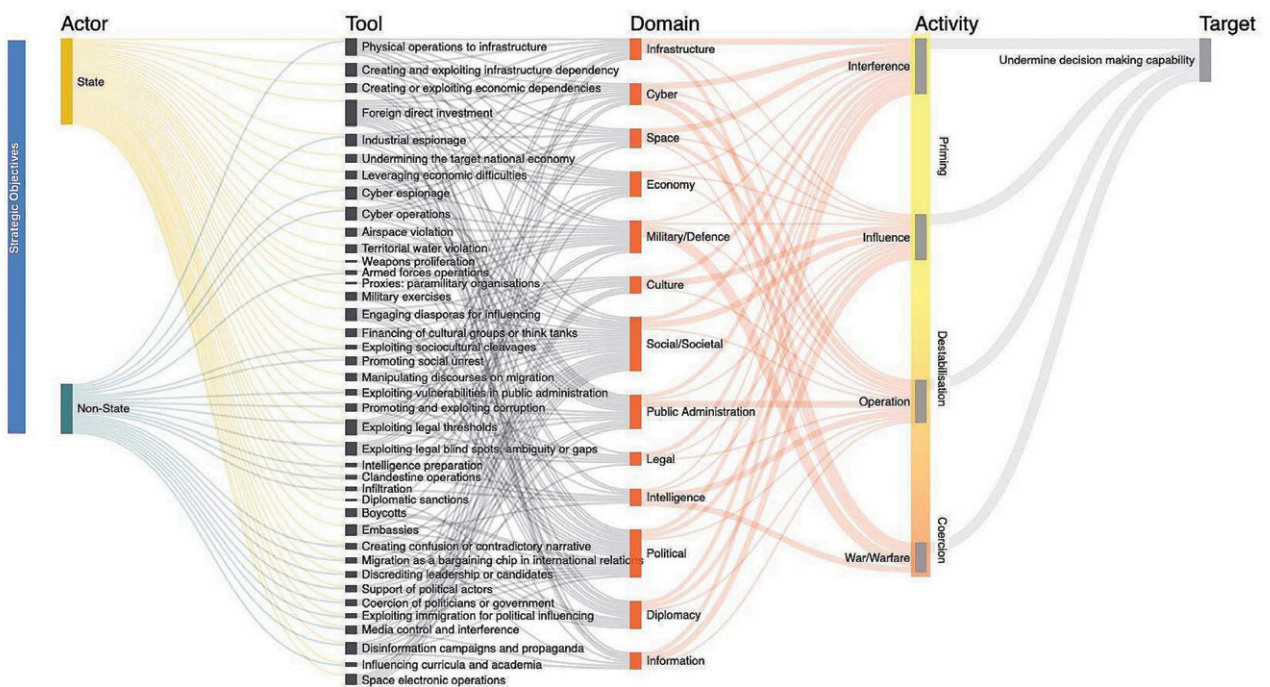 Actor
Tool
Domain
Activity
Target
Strategic Objectives
State
Non-State
Physical operations to infrastructure
Creating and exploiting infrastructure dependency
Creating or exploiting economic dependencies
Foreign direct investment
Industrial espionage
Undermining the target national economy
Leveraging economic difficulties
Cyber espionage
Cyber operations
Airspace violation
Territorial water violation
Weapons proliferation
Armed forces operations
Proxies: paramilitary organisations
Military exercises
Engaging diasporas for influencing
Financing of cultural groups or think tanks
Exploiting sociocultural cleavages
Promoting social unrest
Manipulating discourses on migration
Exploiting vulnerabilities in public administration
Promoting and exploiting corruption
Exploiting legal thresholds
Exploiting legal blind spots, ambiguity or gaps
Intelligence preparation
Clandestine operations
Infiltration
Diplomatic sanctions
Boycotts
Embassies
Creating confusion or contradictory narrative
Migration as a bargaining chip in international relations
Discrediting leadership or candidates
Support of political actors
Coercion of politicians or government
Exploiting immigration for political influencing
Media control and interference
Disinformation campaigns and propaganda
Influencing curricula and academia
Space electronic operations
Infrastructure
Cyber
Space
Economy
Military/Defence
Culture
Social/Societal
Public Administration
Legal
Intelligence
Political
Diplomacy
Information
Interference
Influence
Operation
War/Warfare
Priming
Destabilisation
Coercion
Undermine decision making capability